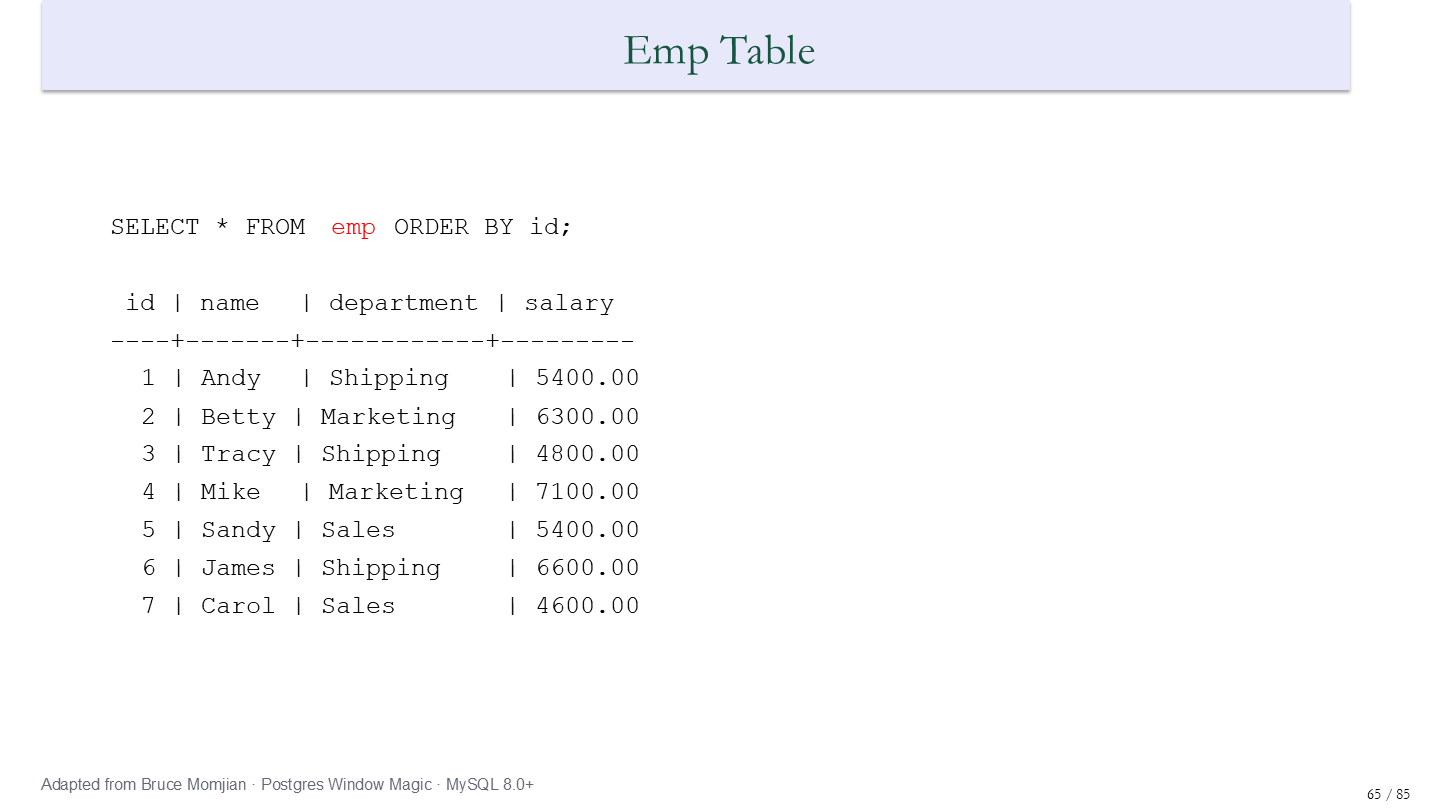 Emp Table
SELECT * FROM emp ORDER BY id;
 id | name  | department | salary
----+-------+------------+---------
  1 | Andy  | Shipping   | 5400.00
  2 | Betty | Marketing  | 6300.00
  3 | Tracy | Shipping   | 4800.00
  4 | Mike  | Marketing  | 7100.00
  5 | Sandy | Sales      | 5400.00
  6 | James | Shipping   | 6600.00
  7 | Carol | Sales      | 4600.00
Adapted from Bruce Momjian · Postgres Window Magic · MySQL 8.0+
65 / 85